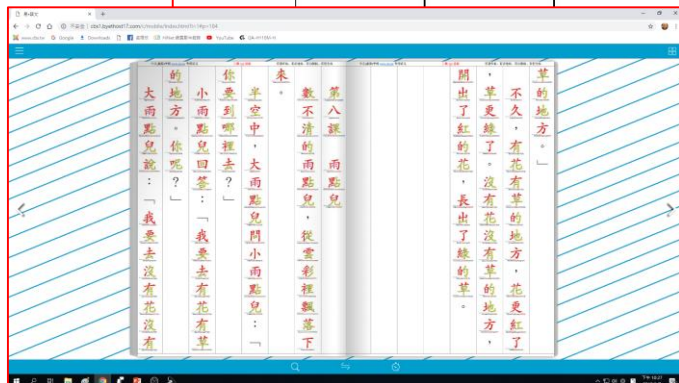 Google
Downloads
YouTube
第八課　雨點兒
數不清的雨點兒，從雲彩裡飄落下
來。
半空中，大雨點兒問小雨點兒：「
你要到哪裡去？」
小雨點兒回答：「我要去有花有草
的地方。你呢？」
大雨點兒說：「我要去沒有花沒有
草的地方。」
不久，有花有草的地方，花更紅了
，草更綠了。沒有花沒有草的地方，
開出了紅的花，長出了綠的草。